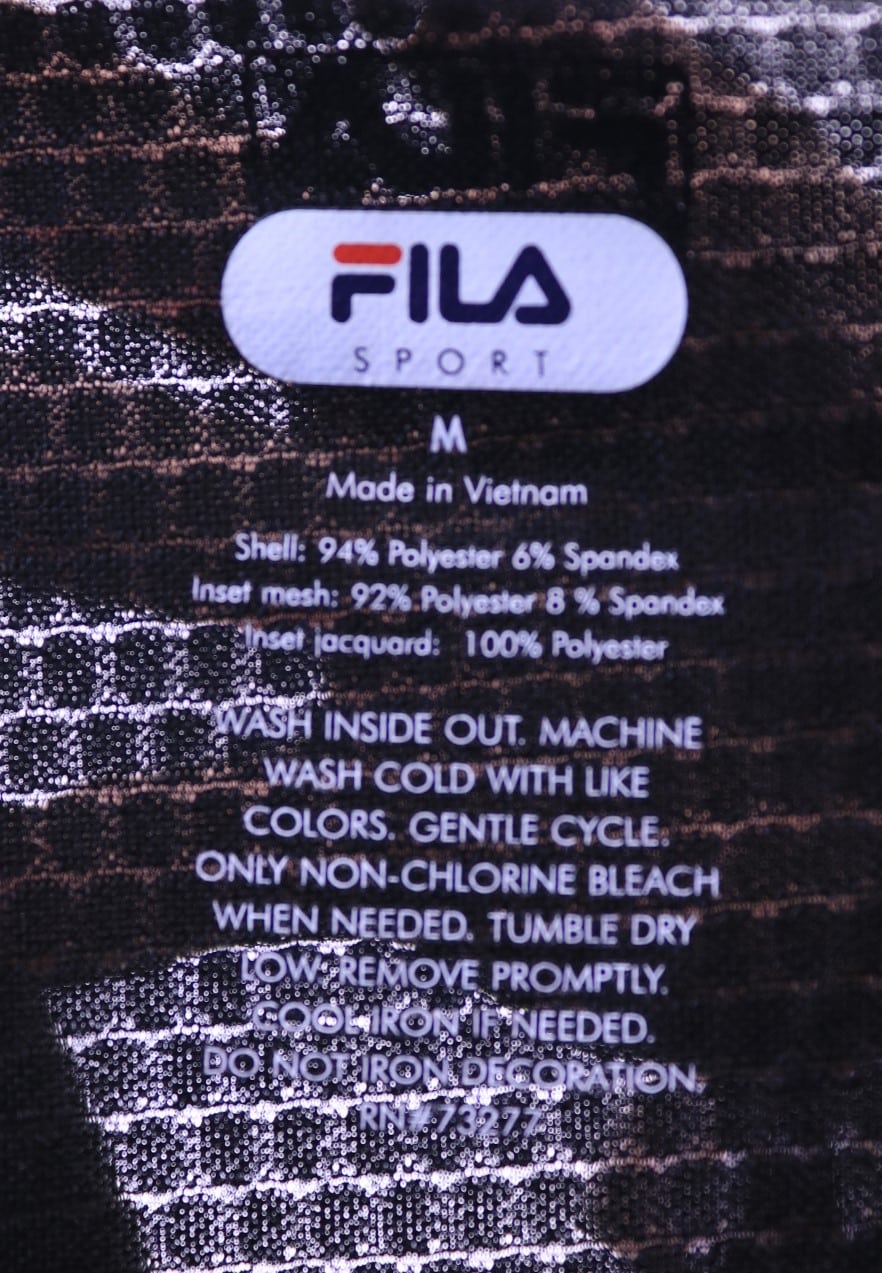 FILA
SPORT
M
Made in Vietnam
Shell: 94% Polyester 6% Spandex
Inset mesh: 92% Polyester 8 % Spandex
Inset jacquard: 100% Polyester
WASH INSIDE OUT. MACHINE
WASH COLD WITH LIKE
COLORS. GENTLE CYCLE.
ONLY NON-CHLORINE BLEACH
WHEN NEEDED. TUMBLE DRY
LOW. REMOVE PROMPTLY.
COOL IRON IF NEEDED.
DO NOT IRON DECORATION.
RN# 73277